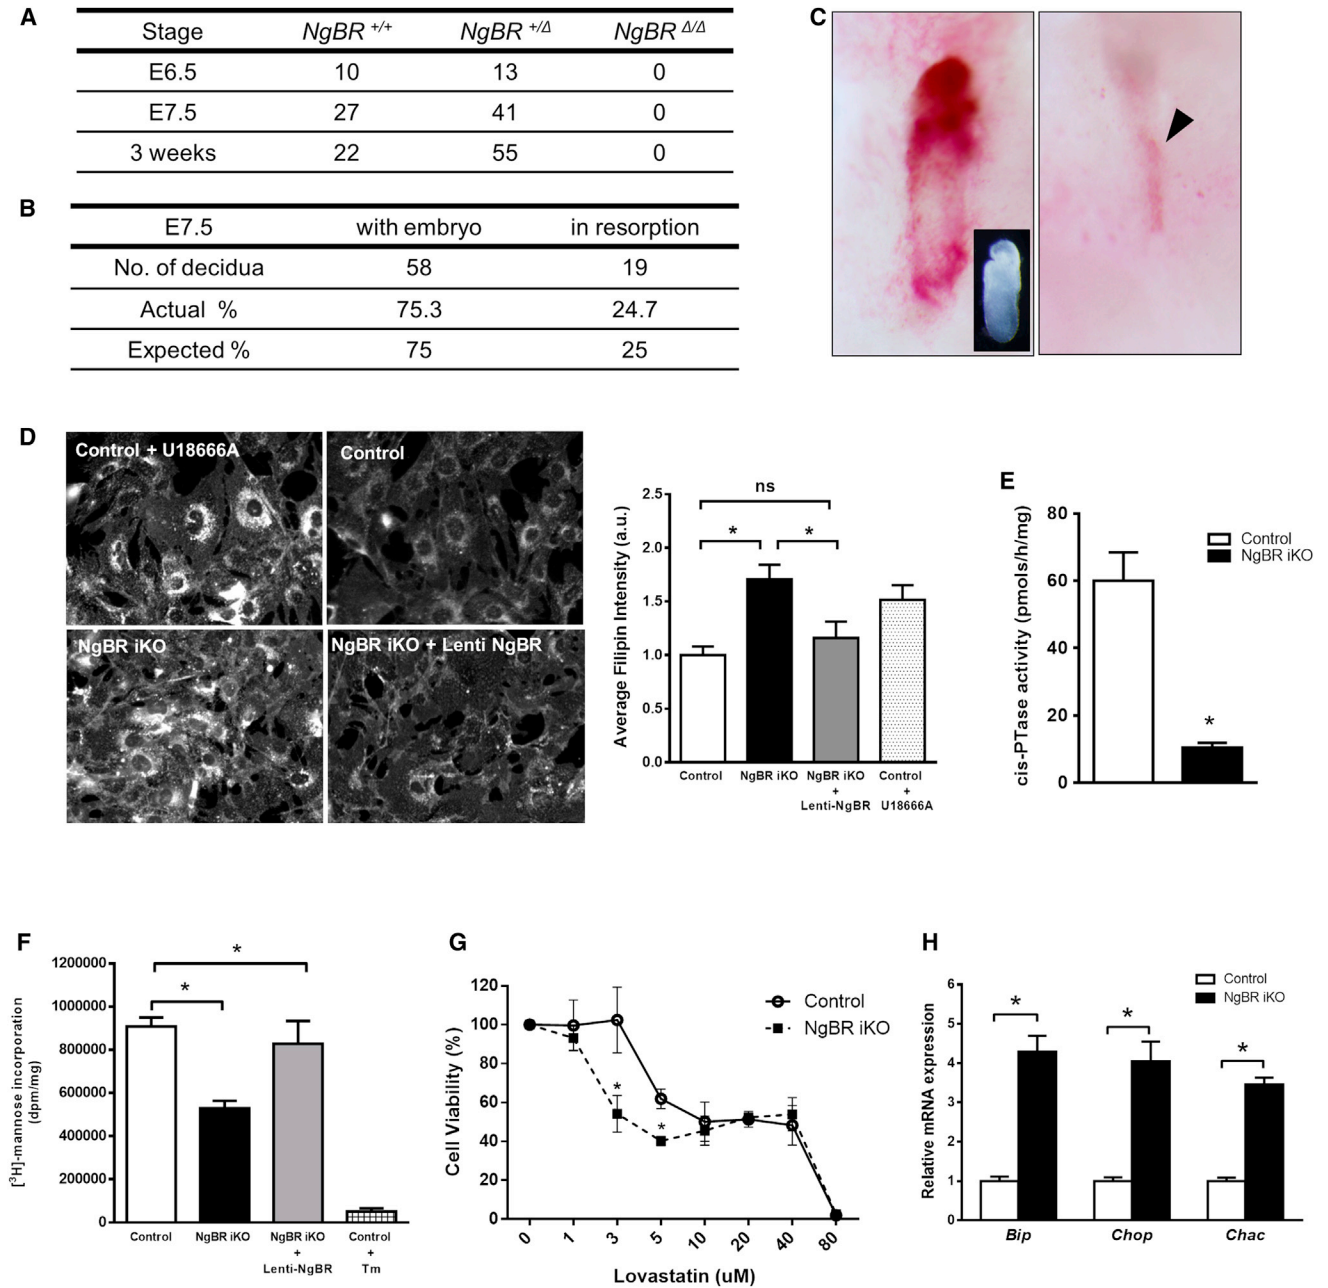 A
Stage NgBR +/+ NgBR +/Δ NgBR Δ/Δ
E6.5 10 13 0
E7.5 27 41 0
3 weeks 22 55 0
B
E7.5 with embryo in resorption
No. of decidua 58 19
Actual % 75.3 24.7
Expected % 75 25
C
D
Control + U18666A
Control
NgBR iKO
NgBR iKO + Lenti NgBR
Average Filipin Intensity (a.u.)
2.5
2.0
1.5
1.0
0.5
0.0
ns
*
*
Control
NgBR iKO
NgBR iKO
+
Lenti-NgBR
Control
+
U18666A
E
cis-PTase activity (pmols/h/mg)
80
60
40
20
0
*
Control
NgBR iKO
F
[3H]-mannose incorporation
(dpm/mg)
1200000
1000000
800000
600000
400000
200000
0
*
*
Control
NgBR iKO
NgBR iKO
+
Lenti-NgBR
Control
+
Tm
G
Cell Viability (%)
120
100
80
60
40
20
0
*
*
Control
NgBR iKO
0 1 3 5 10 20 40 80
Lovastatin (uM)
H
Relative mRNA expression
6
5
4
3
2
1
0
*
*
*
Control
NgBR iKO
Bip Chop Chac